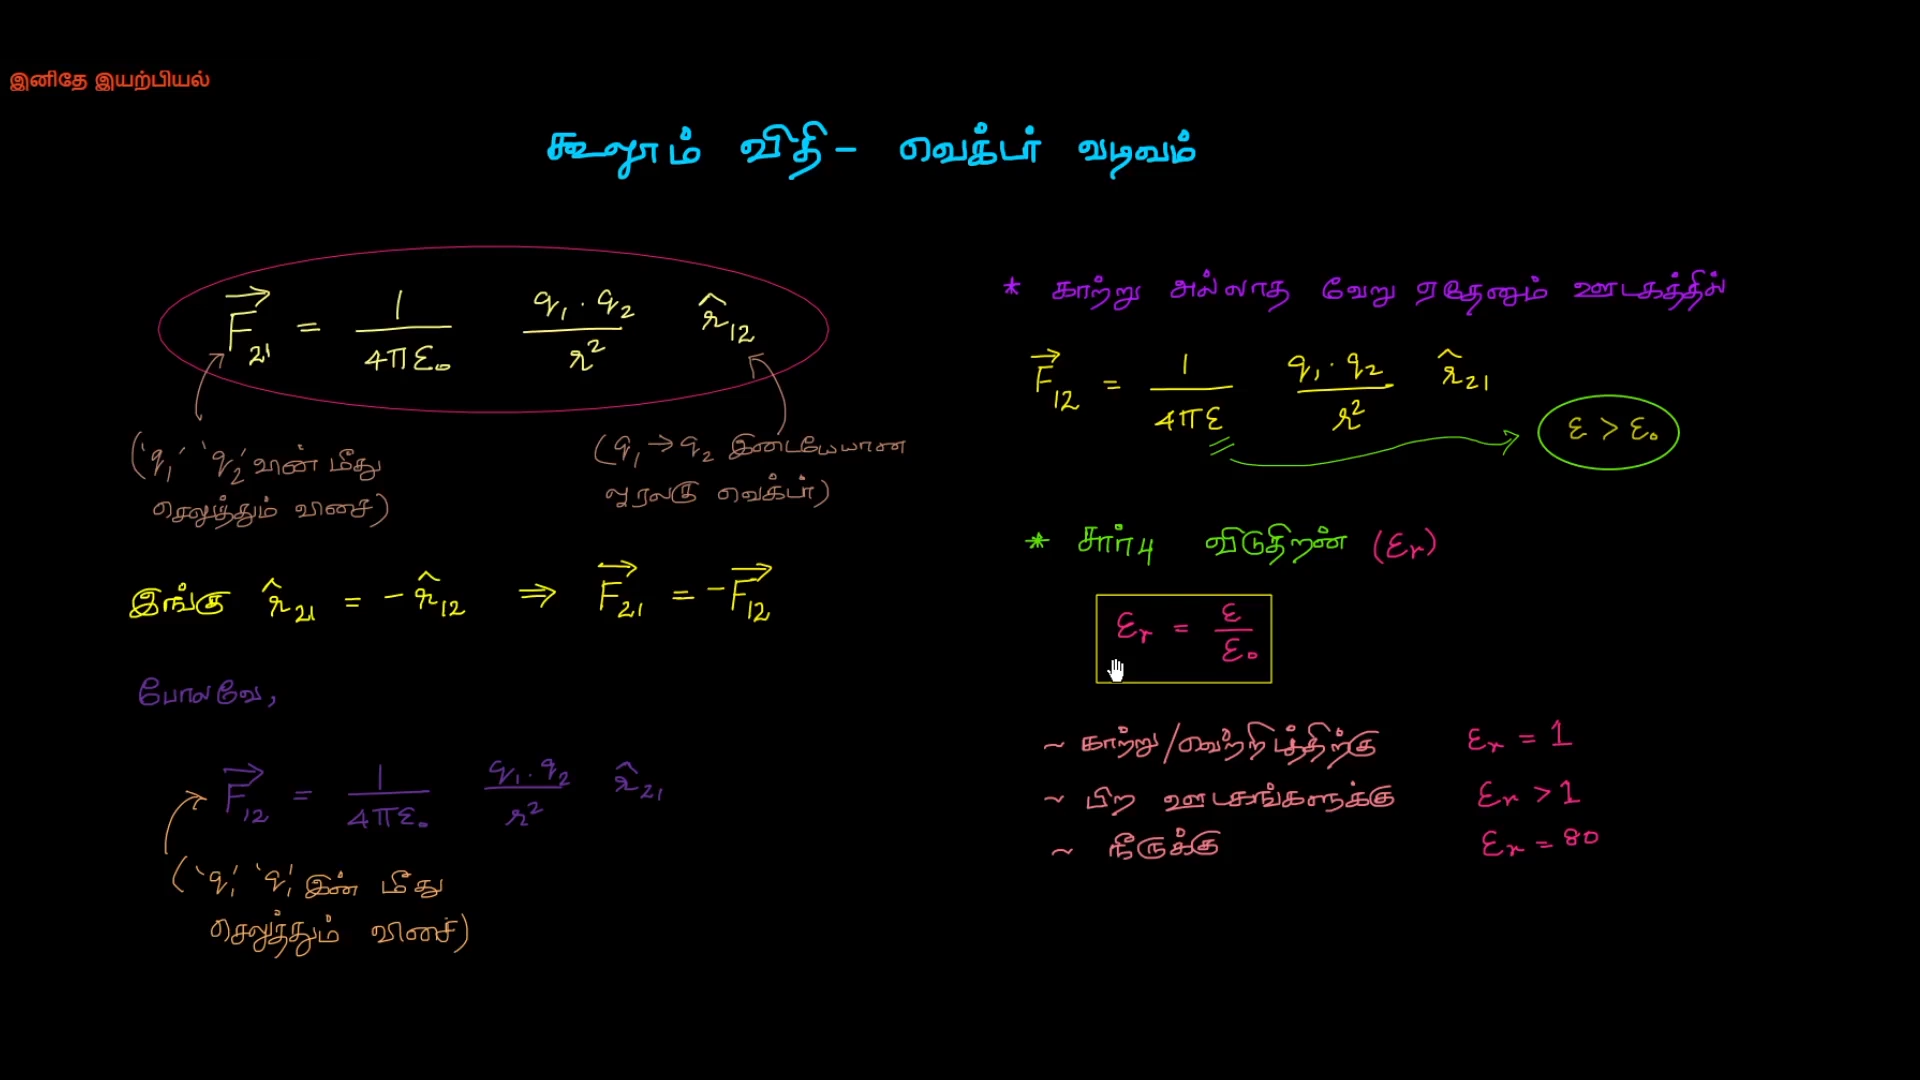 இனிதே இயற்பியல்
கூலூம் விதி - வெக்டர் வடிவம்
F⃗₂₁ = 1/4πε₀ q₁·q₂/r² r̂₁₂
('q₁' 'q₂' வின் மீது
செலுத்தும் விசை)
(q₁ → q₂ இடையேயான
ஓரலகு வெக்டர்)
இங்கு r̂₂₁ = - r̂₁₂ ⇒ F⃗₂₁ = -F⃗₁₂
போலவே,
F⃗₁₂ = 1/4πε₀ q₁·q₂/r² r̂₂₁
('q₁' 'q₁' இன் மீது
செலுத்தும் விசை)
* காற்று அல்லாத வேறு ஏதேனும் ஊடகத்தில்
F⃗₁₂ = 1/4πε q₁·q₂/r² r̂₂₁
ε > ε₀
* சார்பு விடுதிறன் (εr)
εr = ε/ε₀
~ காற்று/வெற்றிடத்திற்கு εr = 1
~ பிற ஊடகங்களுக்கு εr > 1
~ நீருக்கு εr = 80